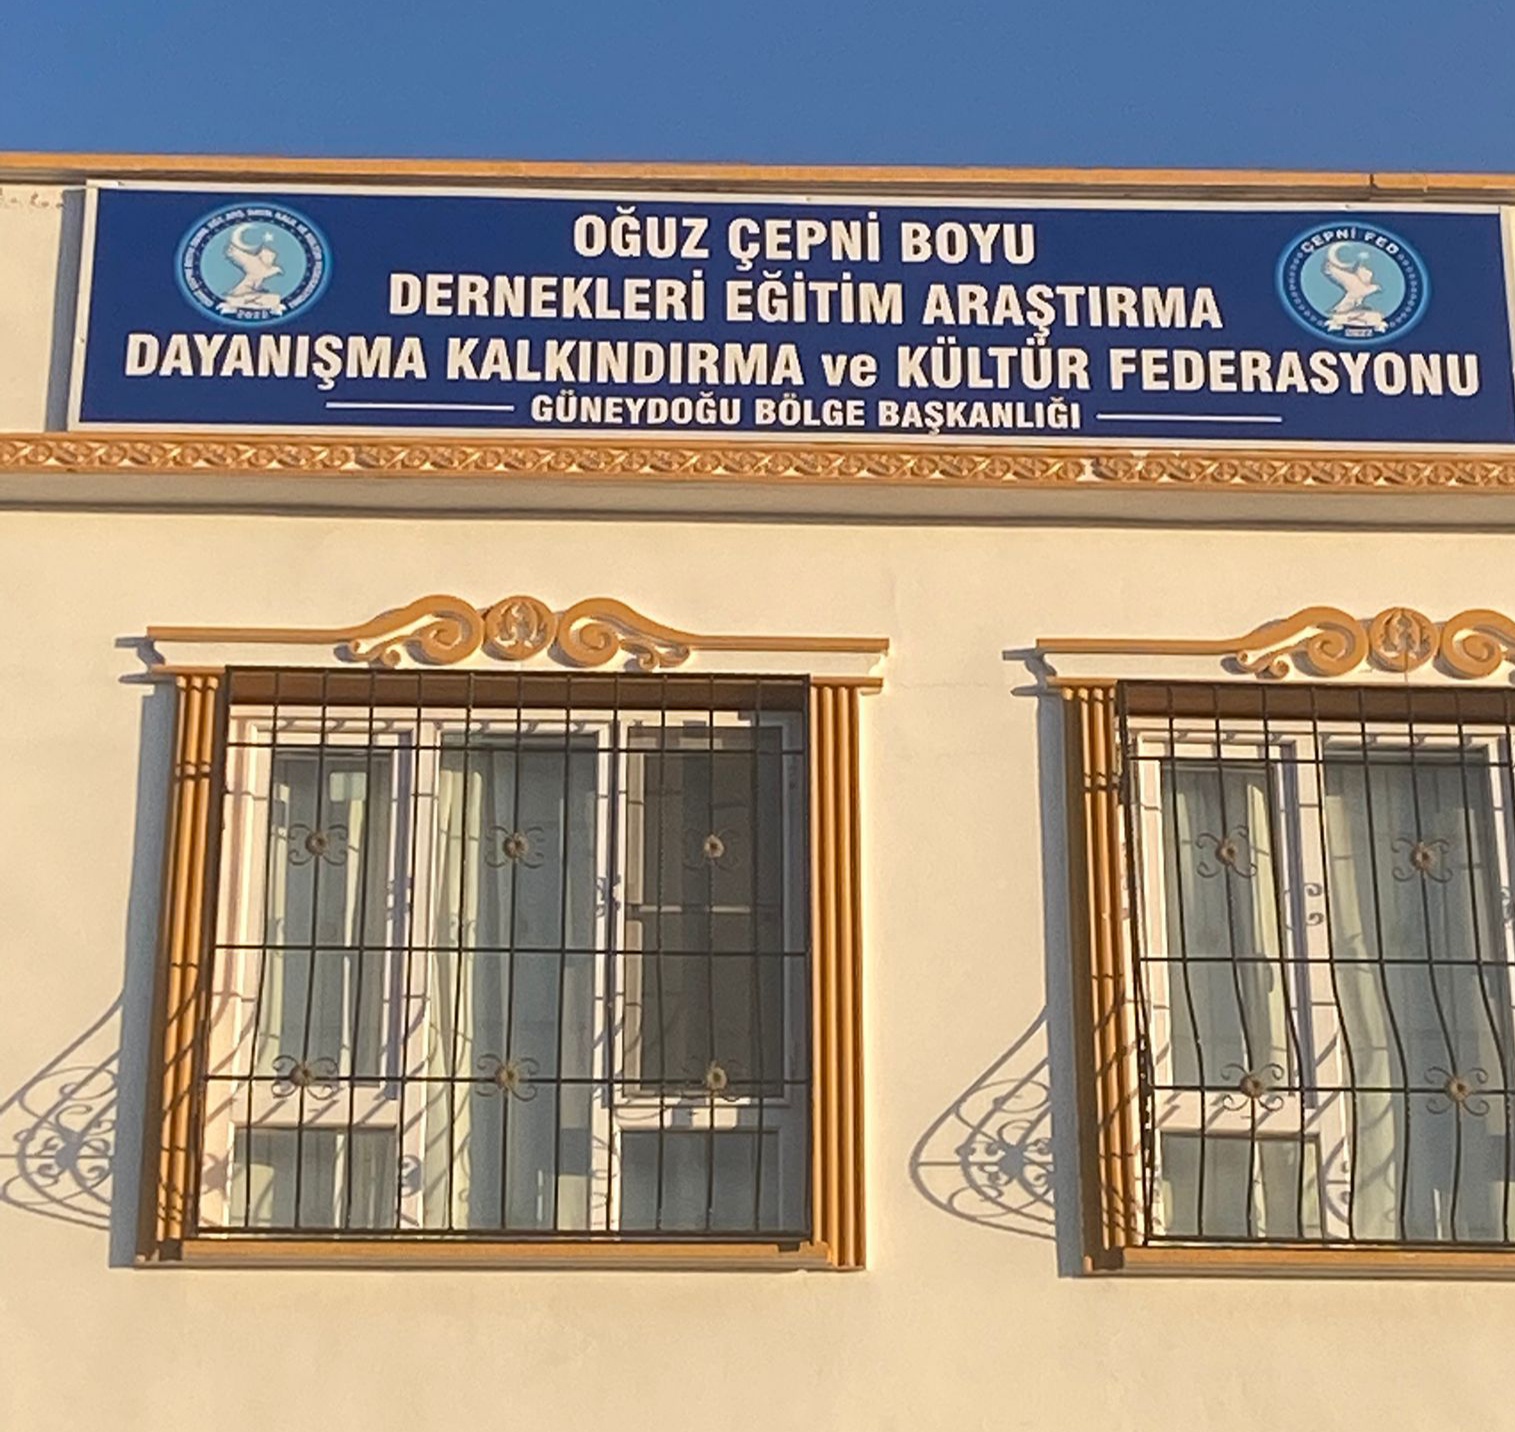 OĞUZ ÇEPNİ BOYU
DERNEKLERİ EĞİTİM ARAŞTIRMA
DAYANIŞMA KALKINDIRMA ve KÜLTÜR FEDERASYONU
GÜNEYDOĞU BÖLGE BAŞKANLIĞI
ÇEPNİ FED